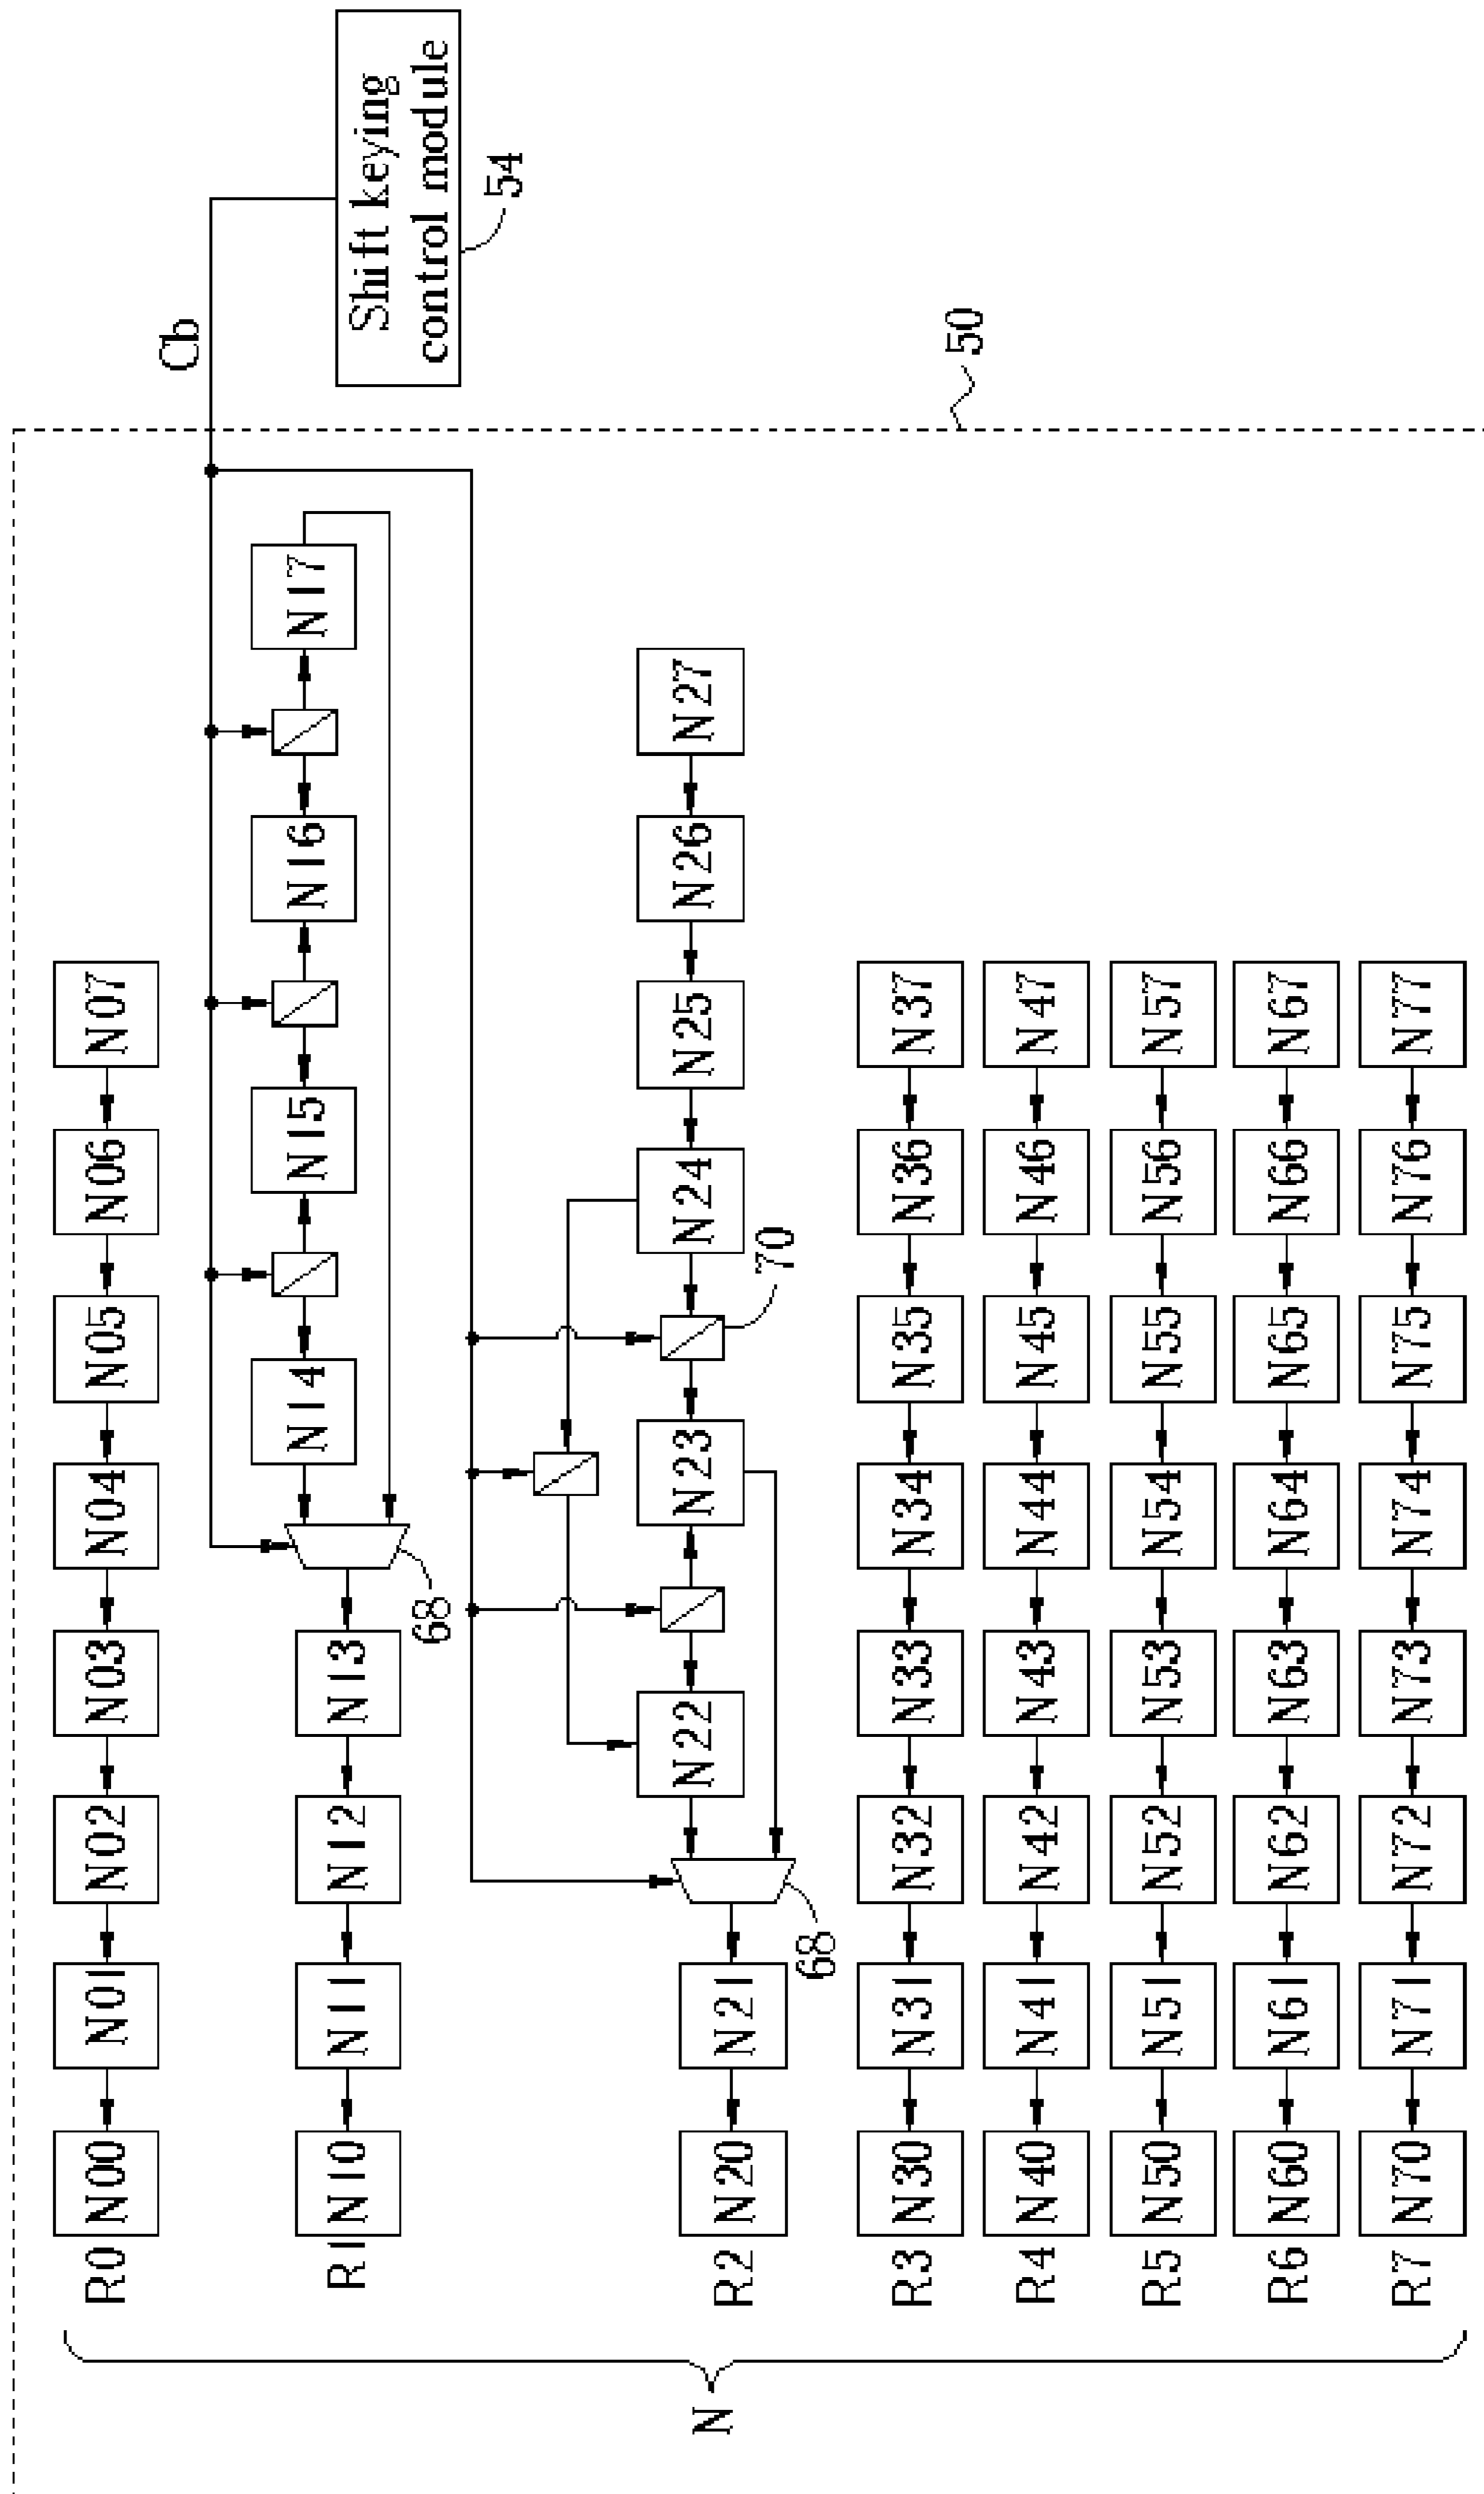 Shift keying
control module
54
Cb
50
N
R0 N00 N01 N02 N03 N04 N05 N06 N07
R1 N10 N11 N12 N13 68 N14 N15 N16 N17
R2 N20 N21 68 N22 N23 70 N24 N25 N26 N27
R3 N30 N31 N32 N33 N34 N35 N36 N37
R4 N40 N41 N42 N43 N44 N45 N46 N47
R5 N50 N51 N52 N53 N54 N55 N56 N57
R6 N60 N61 N62 N63 N64 N65 N66 N67
R7 N70 N71 N72 N73 N74 N75 N76 N77